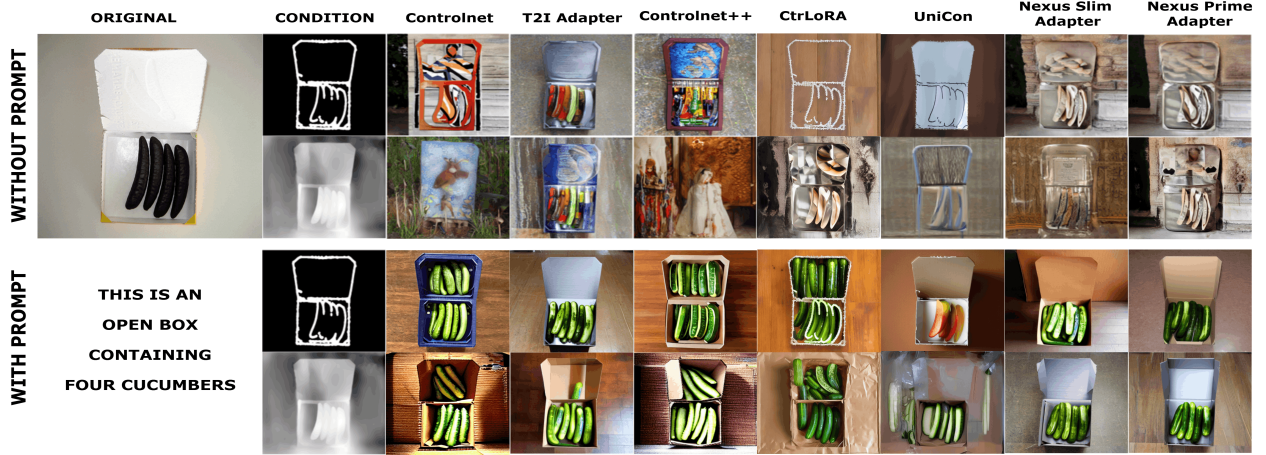 ORIGINAL
CONDITION
Controlnet
T2I Adapter
Controlnet++
CtrLoRA
UniCon
Nexus Slim
Adapter
Nexus Prime
Adapter
WITHOUT PROMPT
WITH PROMPT
THIS IS AN
OPEN BOX
CONTAINING
FOUR CUCUMBERS